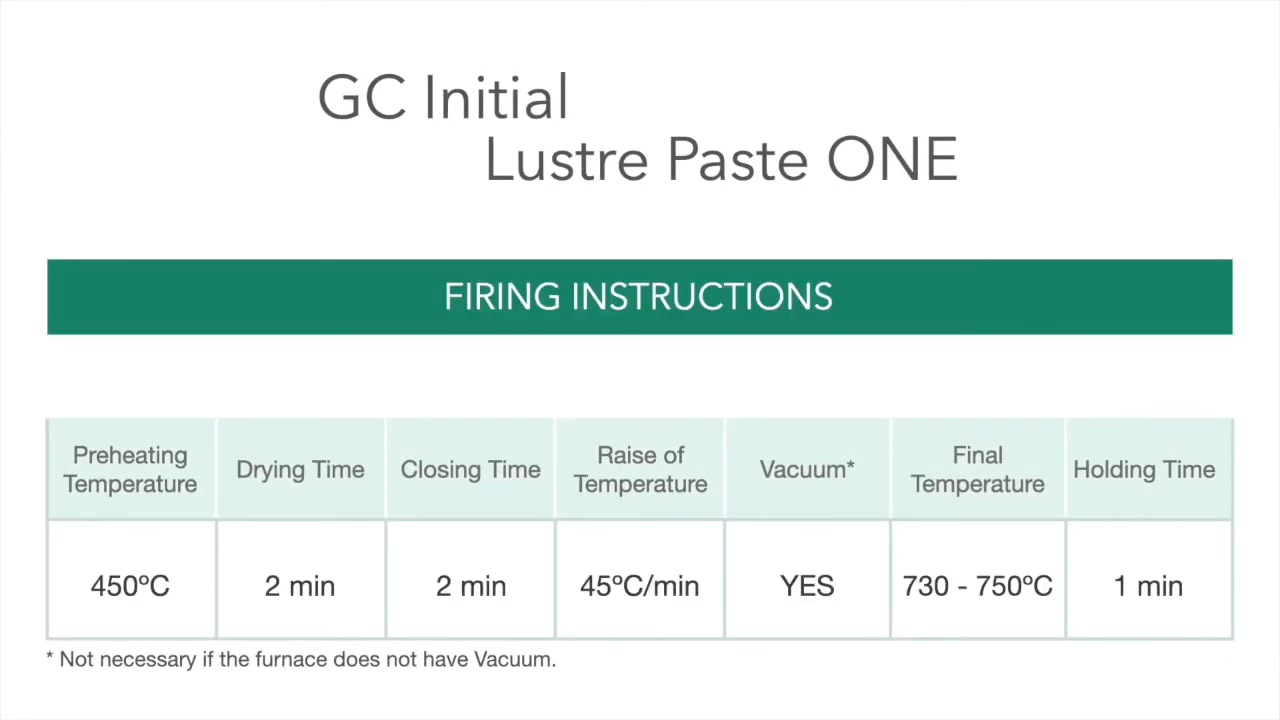 GC Initial
Lustre Paste ONE
FIRING INSTRUCTIONS
Preheating Temperature
Drying Time
Closing Time
Raise of Temperature
Vacuum*
Final Temperature
Holding Time
450ºC
2 min
2 min
45ºC/min
YES
730 - 750ºC
1 min
* Not necessary if the furnace does not have Vacuum.